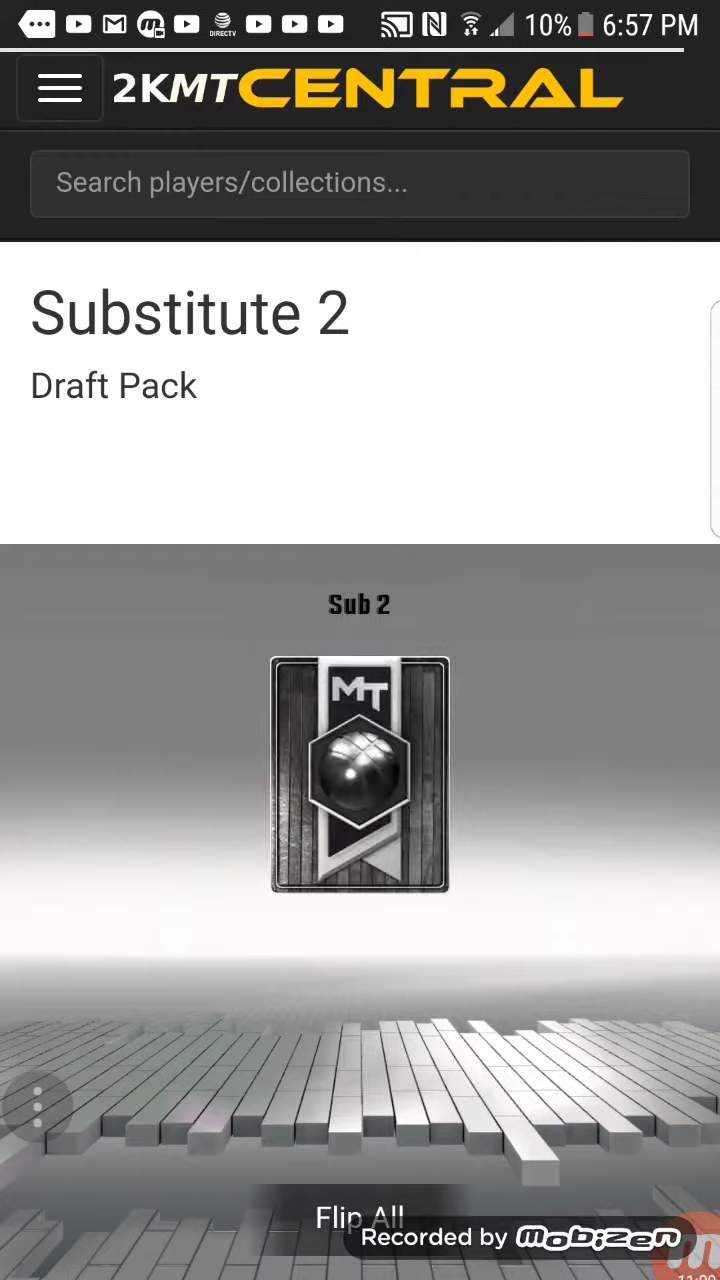 DIRECTV
10% 6:57 PM
2KMTCENTRAL
Search players/collections...
Substitute 2
Draft Pack
Sub 2
MT
Flip All
Recorded by mobizen